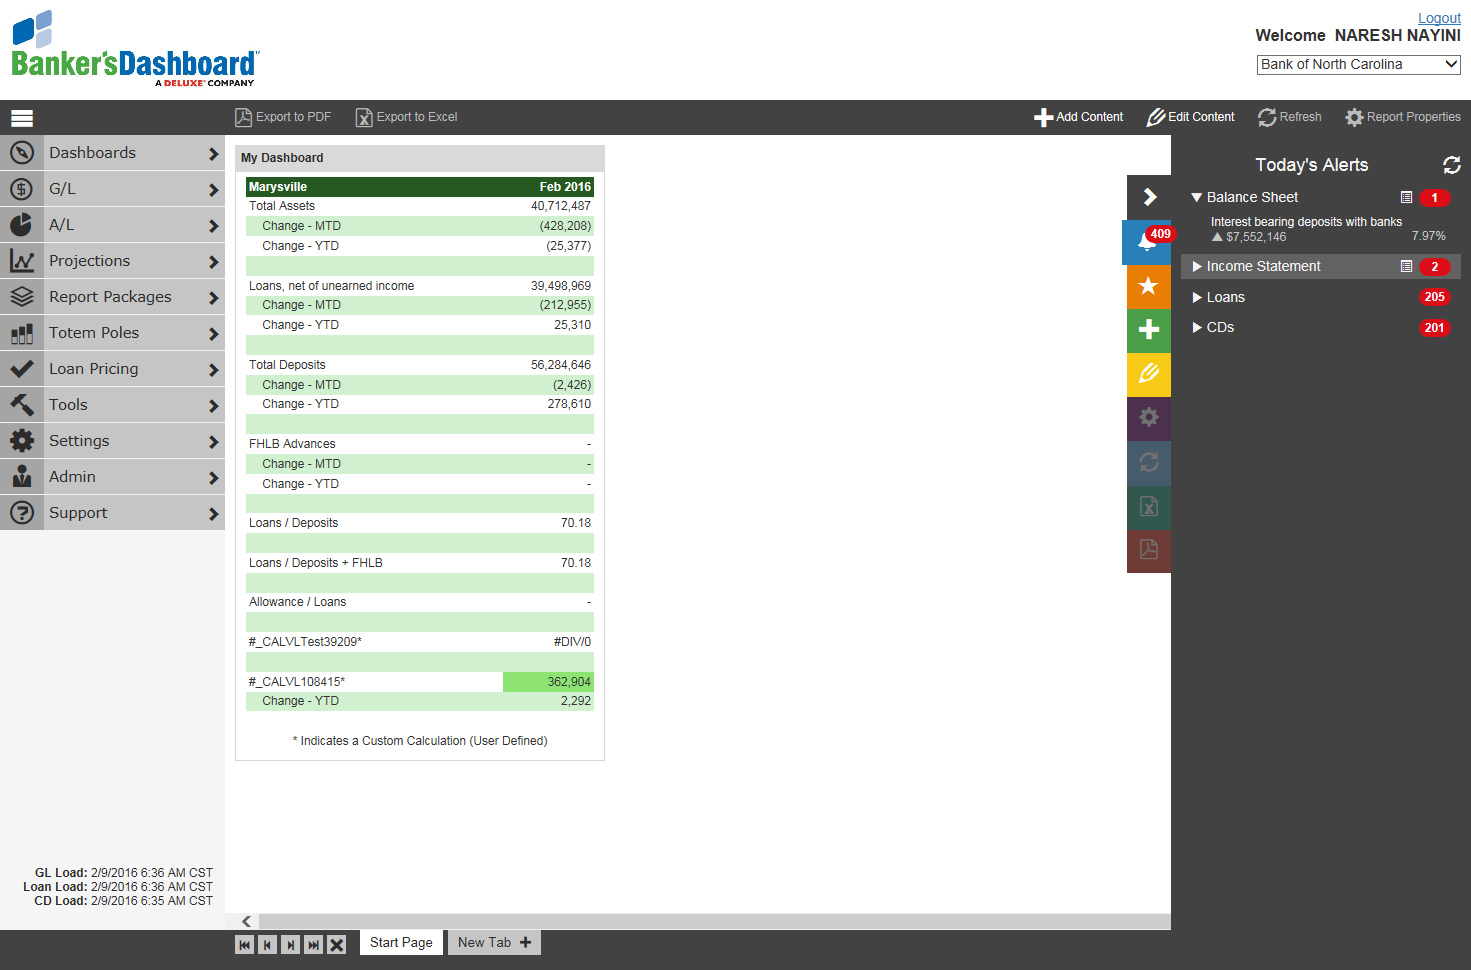 Logout
Banker'sDashboard
A DELUXE COMPANY
Welcome NARESH NAYINI
Bank of North Carolina
Export to PDF Export to Excel Add Content Edit Content Refresh Report Properties
Dashboards
G/L
A/L
Projections
Report Packages
Totem Poles
Loan Pricing
Tools
Settings
Admin
Support
GL Load: 2/9/2016 6:36 AM CST
Loan Load: 2/9/2016 6:36 AM CST
CD Load: 2/9/2016 6:35 AM CST
My Dashboard
Marysville Feb 2016
Total Assets 40,712,487
Change - MTD (428,208)
Change - YTD (25,377)
Loans, net of unearned income 39,498,969
Change - MTD (212,955)
Change - YTD 25,310
Total Deposits 56,284,646
Change - MTD (2,426)
Change - YTD 278,610
FHLB Advances -
Change - MTD -
Change - YTD -
Loans / Deposits 70.18
Loans / Deposits + FHLB 70.18
Allowance / Loans -
#_CALVLTest39209* #DIV/0
#_CALVL108415* 362,904
Change - YTD 2,292
* Indicates a Custom Calculation (User Defined)
409
Today's Alerts
Balance Sheet 1
Interest bearing deposits with banks
$7,552,146 7.97%
Income Statement 2
Loans 205
CDs 201
Start Page New Tab